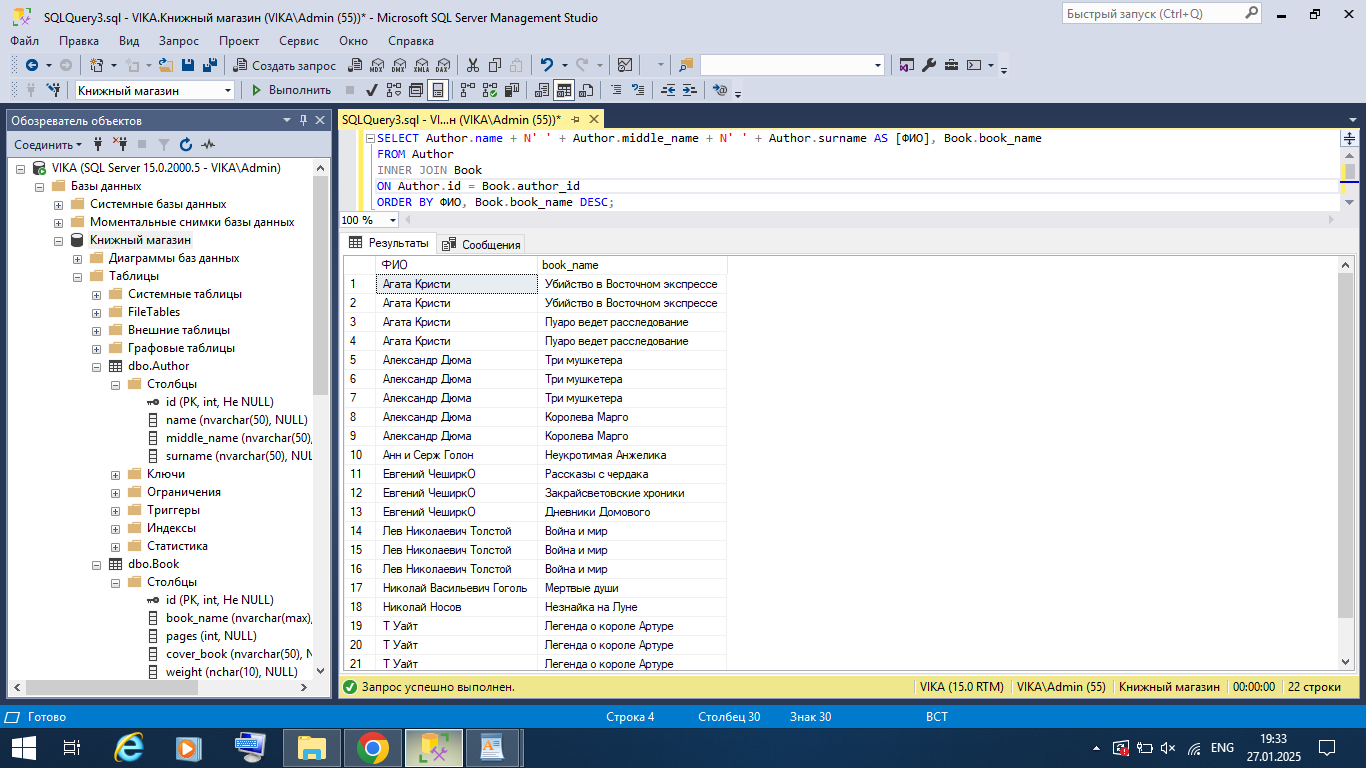 SQLQuery3.sql - VIKA.Книжный магазин (VIKA\Admin (55))* - Microsoft SQL Server Management Studio
Быстрый запуск (Ctrl+Q)
Файл Правка Вид Запрос Проект Сервис Окно Справка
Создать запрос MDX DMX XMLA DAX
Книжный магазин Выполнить
Обозреватель объектов
SQLQuery3.sql - VI...н (VIKA\Admin (55))*
Соединить
VIKA (SQL Server 15.0.2000.5 - VIKA\Admin)
Базы данных
Системные базы данных
Моментальные снимки базы данных
Книжный магазин
Диаграммы баз данных
Таблицы
Системные таблицы
FileTables
Внешние таблицы
Графовые таблицы
dbo.Author
Столбцы
id (PK, int, Не NULL)
name (nvarchar(50), NULL)
middle_name (nvarchar(50),
surname (nvarchar(50), NUL
Ключи
Ограничения
Триггеры
Индексы
Статистика
dbo.Book
Столбцы
id (PK, int, Не NULL)
book_name (nvarchar(max),
pages (int, NULL)
cover_book (nvarchar(50), N
weight (nchar(10), NULL)
SELECT Author.name + N' ' + Author.middle_name + N' ' + Author.surname AS [ФИО], Book.book_name
FROM Author
INNER JOIN Book
ON Author.id = Book.author_id
ORDER BY ФИО, Book.book_name DESC;
100 %
Результаты Сообщения
ФИО book_name
1 Агата Кристи Убийство в Восточном экспрессе
2 Агата Кристи Убийство в Восточном экспрессе
3 Агата Кристи Пуаро ведет расследование
4 Агата Кристи Пуаро ведет расследование
5 Александр Дюма Три мушкетера
6 Александр Дюма Три мушкетера
7 Александр Дюма Три мушкетера
8 Александр Дюма Королева Марго
9 Александр Дюма Королева Марго
10 Анн и Серж Голон Неукротимая Анжелика
11 Евгений ЧеширкО Рассказы с чердака
12 Евгений ЧеширкО Закрайсветовские хроники
13 Евгений ЧеширкО Дневники Домового
14 Лев Николаевич Толстой Война и мир
15 Лев Николаевич Толстой Война и мир
16 Лев Николаевич Толстой Война и мир
17 Николай Васильевич Гоголь Мертвые души
18 Николай Носов Незнайка на Луне
19 Т Уайт Легенда о короле Артуре
20 Т Уайт Легенда о короле Артуре
21 Т Уайт Легенда о короле Артуре
Запрос успешно выполнен. VIKA (15.0 RTM) VIKA\Admin (55) Книжный магазин 00:00:00 22 строки
Готово Строка 4 Столбец 30 Знак 30 ВСТ
ENG
19:33
27.01.2025